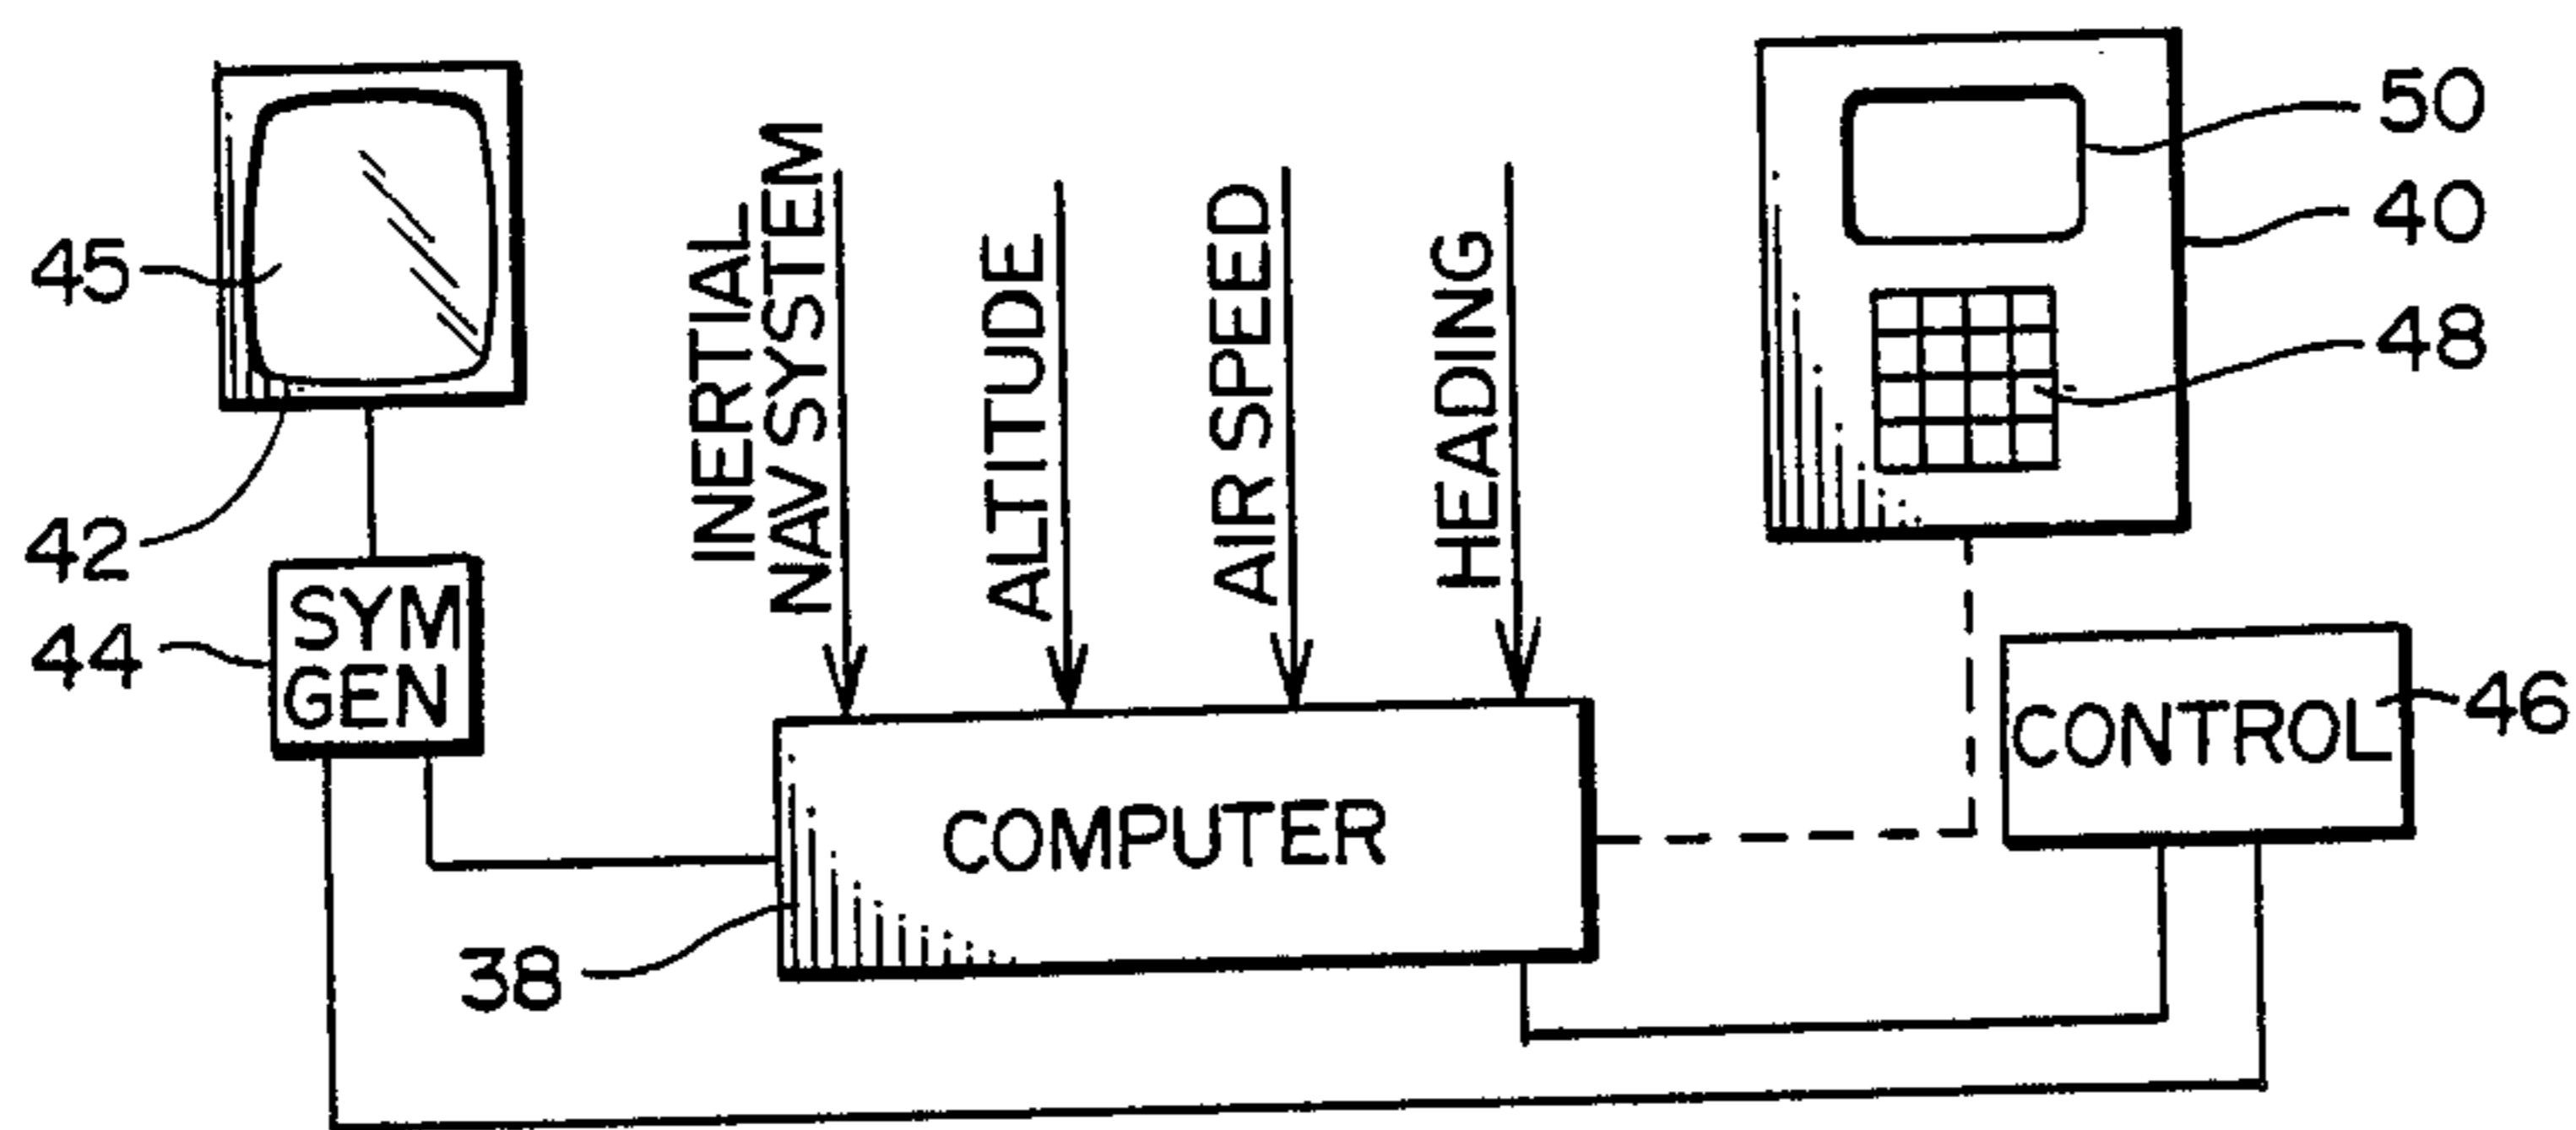 45
42
44
SYM
GEN
INERTIAL
NAV SYSTEM
ALTITUDE
AIR SPEED
HEADING
50
40
48
COMPUTER
38
CONTROL
46